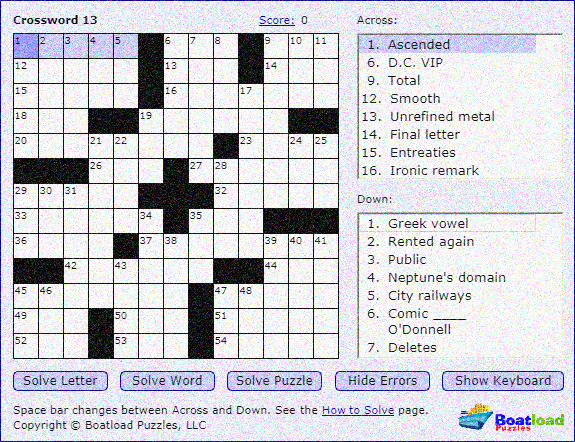 Crossword 13
Score: 0
1 2 3 4 5 6 7 8 9 10 11
12 13 14
15 16 17
18 19
20 21 22 23 24 25
26 27 28
29 30 31 32
33 34 35
36 37 38 39 40 41
42 43 44
45 46 47 48
49 50 51
52 53 54
Across:
1. Ascended
6. D.C. VIP
9. Total
12. Smooth
13. Unrefined metal
14. Final letter
15. Entreaties
16. Ironic remark
Down:
1. Greek vowel
2. Rented again
3. Public
4. Neptune's domain
5. City railways
6. Comic ____
O'Donnell
7. Deletes
Solve Letter
Solve Word
Solve Puzzle
Hide Errors
Show Keyboard
Space bar changes between Across and Down. See the How to Solve page.
Copyright © Boatload Puzzles, LLC
Boatload
Puzzles